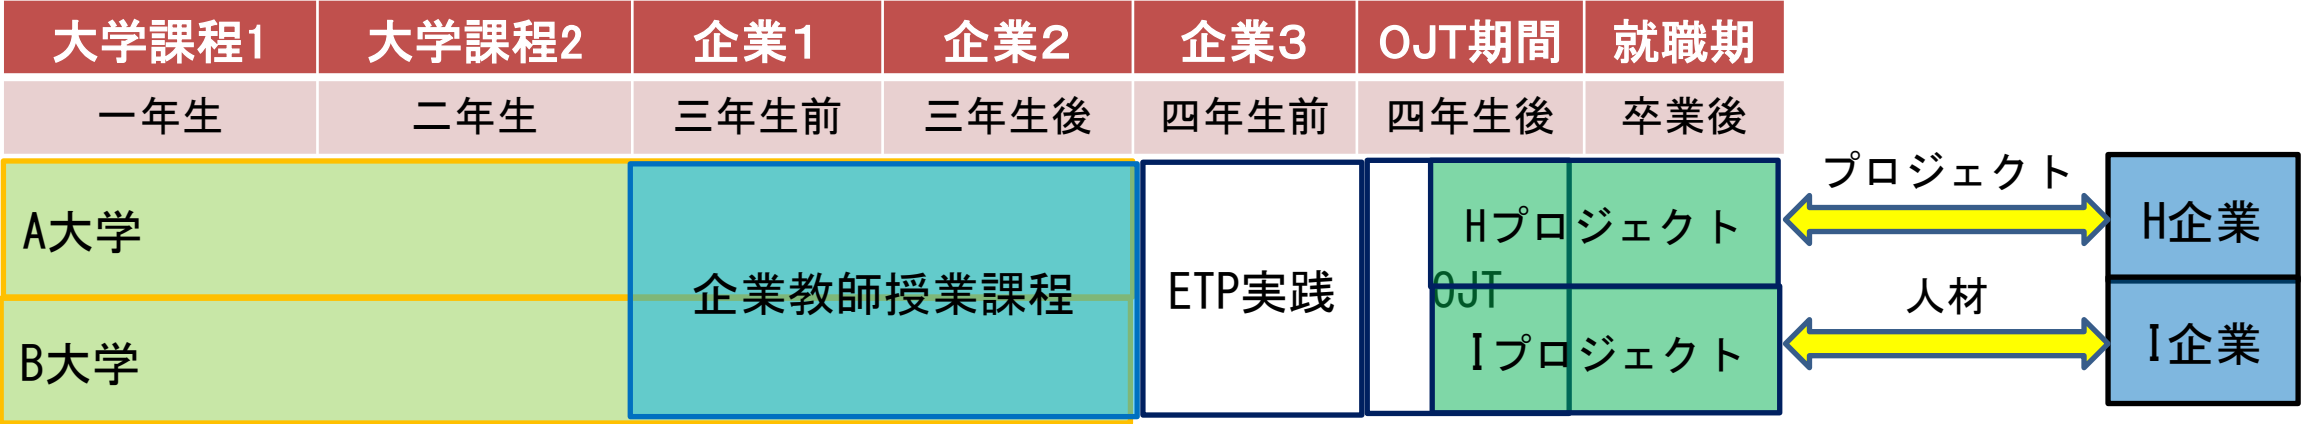 大学課程1 大学課程2 企業１ 企業２ 企業３ OJT期間 就職期
一年生 二年生 三年生前 三年生後 四年生前 四年生後 卒業後
A大学
B大学
企業教師授業課程
ETP実践
OJT
Hプロジェクト
Iプロジェクト
プロジェクト
人材
H企業
I企業